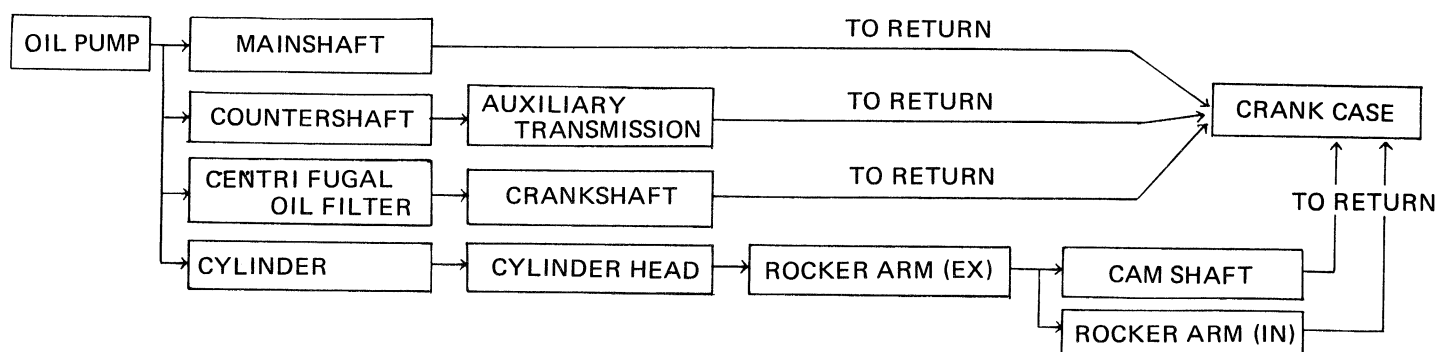 OIL PUMP
MAINSHAFT
TO RETURN
COUNTERSHAFT
AUXILIARY
TRANSMISSION
TO RETURN
CRANK CASE
CENTRI FUGAL
OIL FILTER
CRANKSHAFT
TO RETURN
TO RETURN
CYLINDER
CYLINDER HEAD
ROCKER ARM (EX)
CAM SHAFT
ROCKER ARM (IN)